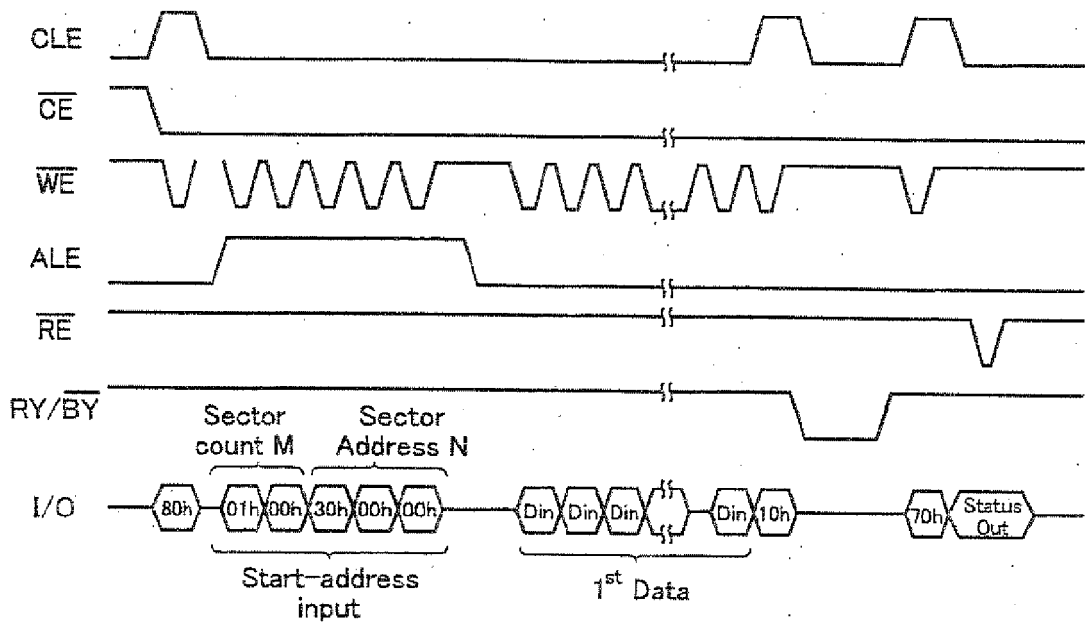 CLE
CE
WE
ALE
RE
RY/BY
Sector
count M
Sector
Address N
I/O
80h 01h 00h 30h 00h 00h Din Din Din Din 10h 70h Status
Out
Start-address
input
1st Data